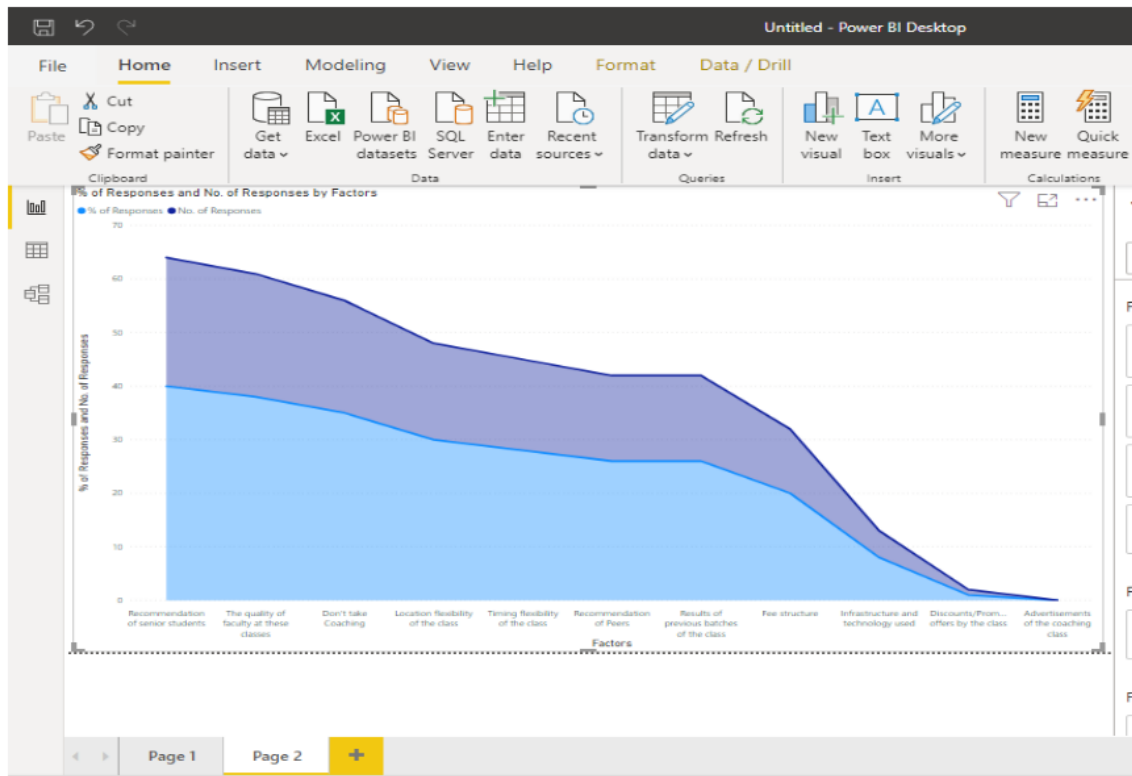 Untitled - Power BI Desktop
File Home Insert Modeling View Help Format Data / Drill
Paste
Cut
Copy
Format painter
Clipboard
Get data
Excel
Power BI datasets
SQL Server
Enter data
Recent sources
Data
Transform data
Refresh
Queries
New visual
Text box
More visuals
Insert
New measure
Quick measure
Calculations
% of Responses and No. of Responses by Factors
% of Responses No. of Responses
% of Responses and No. of Responses
70
60
50
40
30
20
10
0
Recommendation of senior students
The quality of faculty at these classes
Don't take Coaching
Location flexibility of the class
Timing flexibility of the class
Recommendation of Peers
Results of previous batches of the class
Fee structure
Infrastructure and technology used
Discounts/Prom... offers by the class
Advertisements of the coaching class
Factors
Page 1 Page 2 +